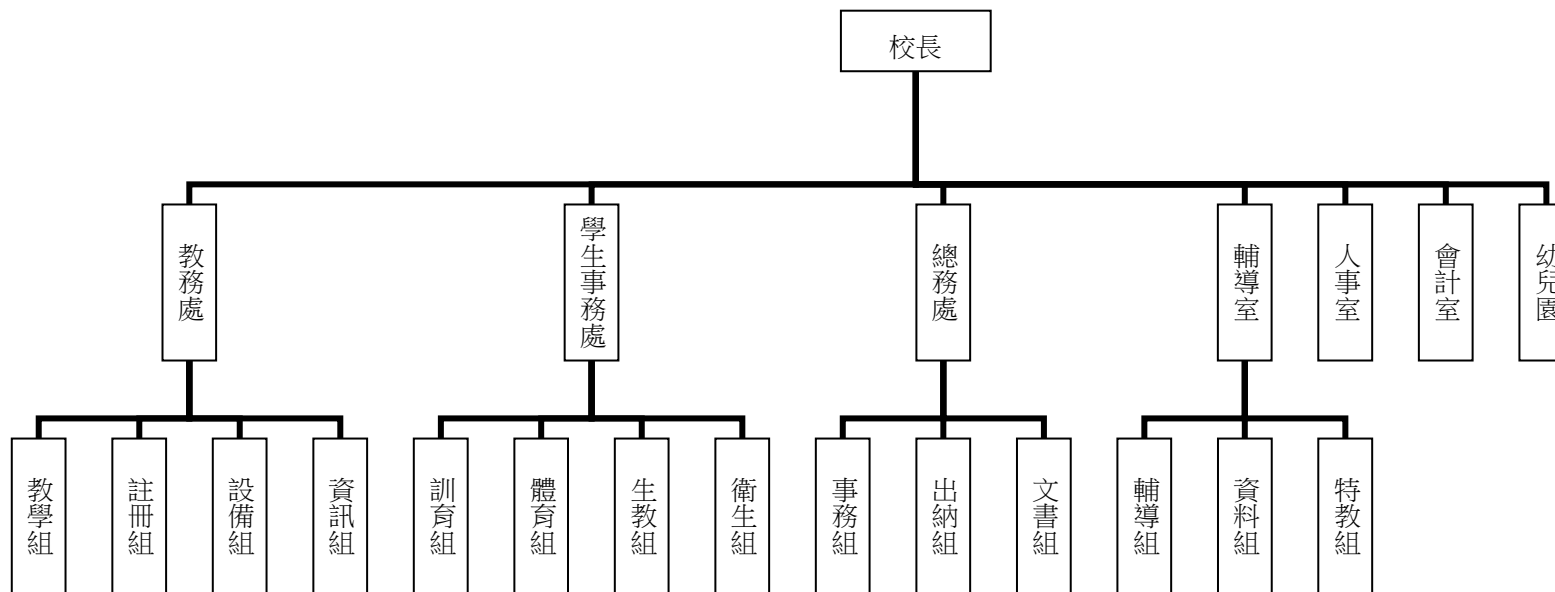 校長
教務處
學生事務處
總務處
輔導室
人事室
會計室
幼兒園
教學組
註冊組
設備組
資訊組
訓育組
體育組
生教組
衛生組
事務組
出納組
文書組
輔導組
資料組
特教組